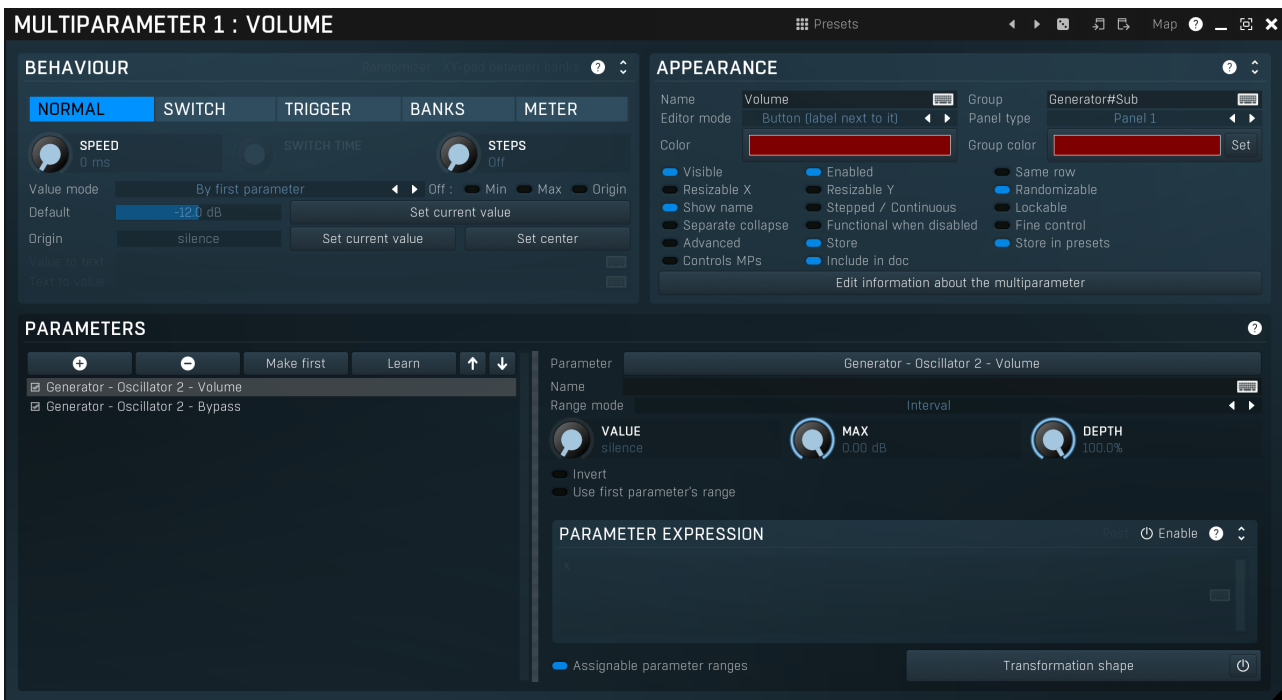 MULTIPARAMETER 1 : VOLUME Presets Map ?
BEHAVIOUR Randomizer XY-pad between banks ?
NORMAL SWITCH TRIGGER BANKS METER
SPEED
0 ms
SWITCH TIME
STEPS
Off
Value mode By first parameter Off : Min Max Origin
Default -12.0 dB Set current value
Origin silence Set current value Set center
Value to text
Text to value
APPEARANCE ?
Name Volume Group Generator#Sub
Editor mode Button (label next to it) Panel type Panel 1
Color Group color Set
Visible Enabled Same row
Resizable X Resizable Y Randomizable
Show name Stepped / Continuous Lockable
Separate collapse Functional when disabled Fine control
Advanced Store Store in presets
Controls MPs Include in doc
Edit information about the multiparameter
PARAMETERS ?
Make first Learn
Generator - Oscillator 2 - Volume
Generator - Oscillator 2 - Bypass
Parameter Generator - Oscillator 2 - Volume
Name
Range mode Interval
VALUE
silence
MAX
0.00 dB
DEPTH
100.0%
Invert
Use first parameter's range
PARAMETER EXPRESSION Post Enable ?
x
Assignable parameter ranges Transformation shape